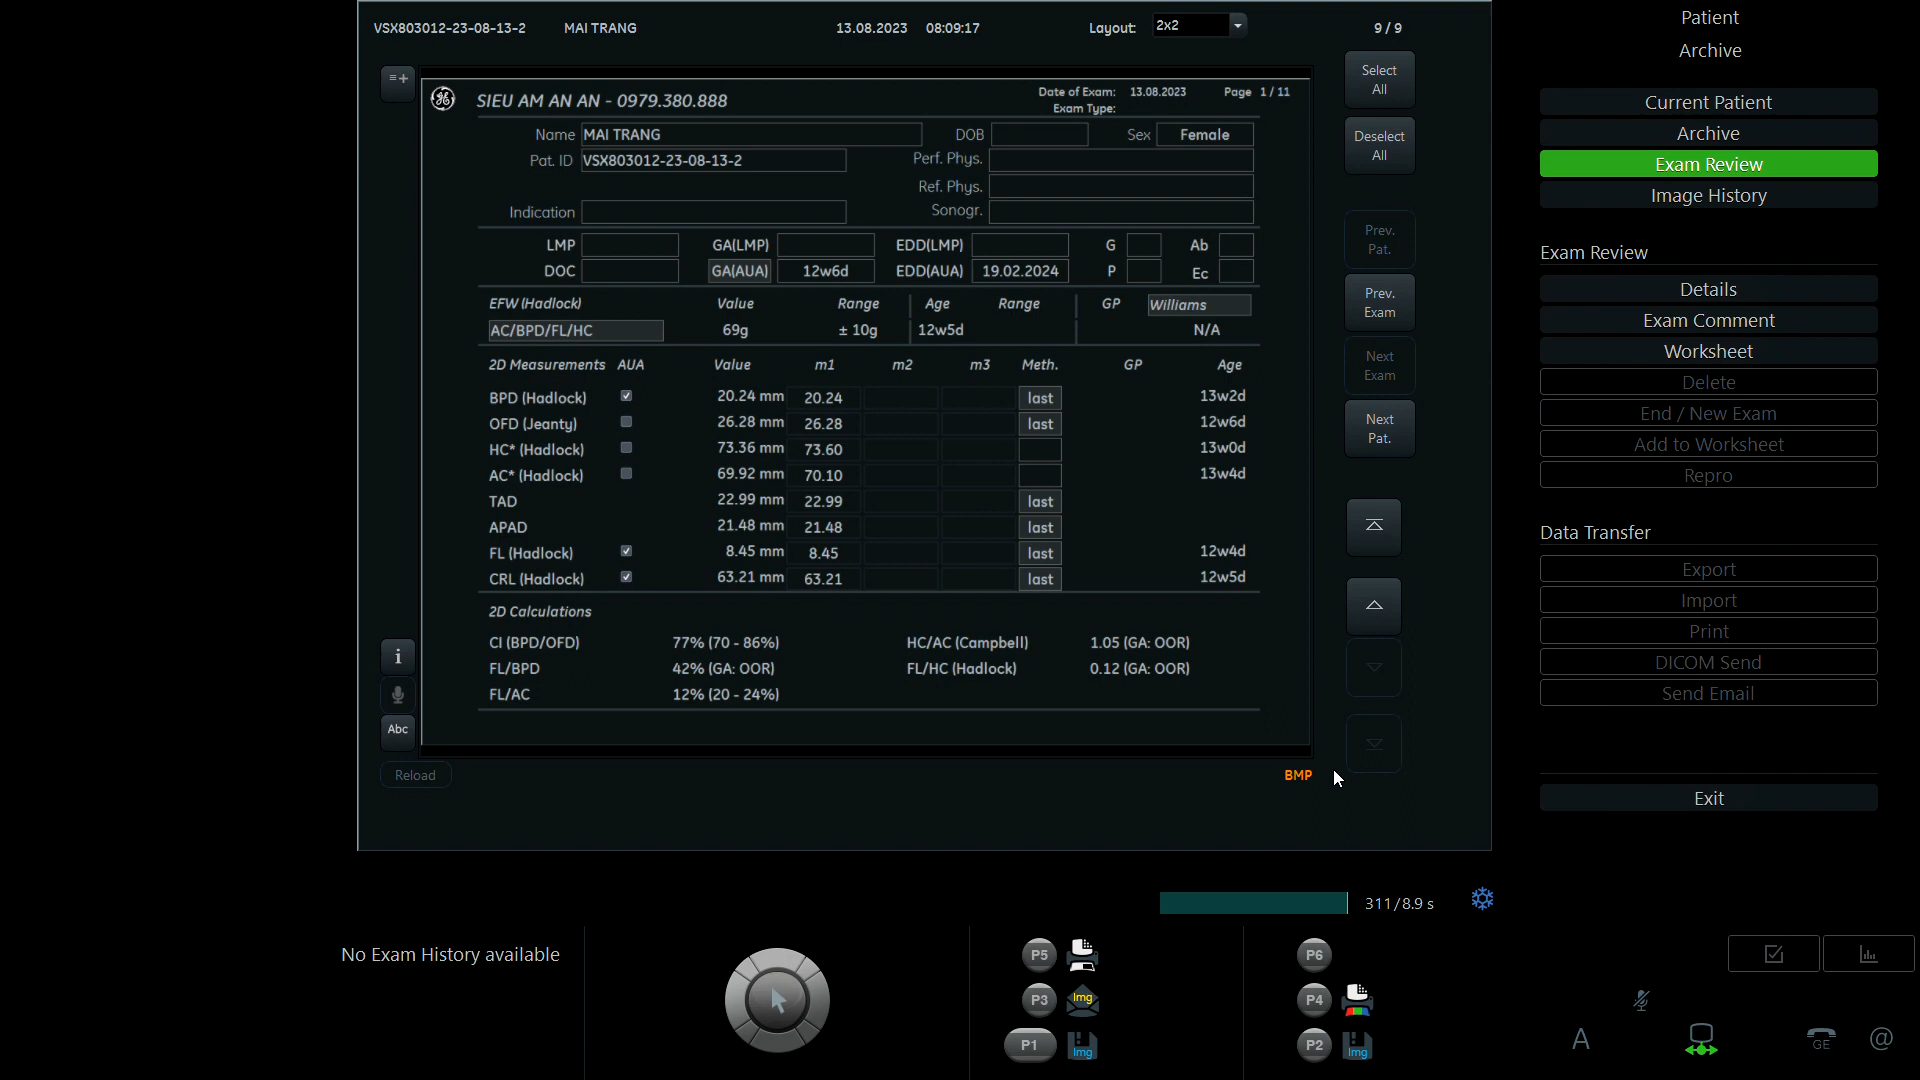 VSX803012-23-08-13-2 MAI TRANG 13.08.2023 08:09:17 Layout: 2x2 9 / 9
SIEU AM AN AN - 0979.380.888 Date of Exam: 13.08.2023 Page 1 / 11
Exam Type:
Name MAI TRANG DOB Sex Female
Pat. ID VSX803012-23-08-13-2 Perf. Phys.
Ref. Phys.
Indication Sonogr.
LMP GA(LMP) EDD(LMP) G Ab
DOC GA(AUA) 12w6d EDD(AUA) 19.02.2024 P Ec
EFW (Hadlock) Value Range Age Range GP Williams
AC/BPD/FL/HC 69g ± 10g 12w5d N/A
2D Measurements AUA Value m1 m2 m3 Meth. GP Age
BPD (Hadlock) 20.24 mm 20.24 last 13w2d
OFD (Jeanty) 26.28 mm 26.28 last 12w6d
HC* (Hadlock) 73.36 mm 73.60 13w0d
AC* (Hadlock) 69.92 mm 70.10 13w4d
TAD 22.99 mm 22.99 last
APAD 21.48 mm 21.48 last
FL (Hadlock) 8.45 mm 8.45 last 12w4d
CRL (Hadlock) 63.21 mm 63.21 last 12w5d
2D Calculations
CI (BPD/OFD) 77% (70 - 86%) HC/AC (Campbell) 1.05 (GA: OOR)
FL/BPD 42% (GA: OOR) FL/HC (Hadlock) 0.12 (GA: OOR)
FL/AC 12% (20 - 24%)
i
Abc
Reload
BMP
Select
All
Deselect
All
Prev.
Pat.
Prev.
Exam
Next
Exam
Next
Pat.
Patient
Archive
Current Patient
Archive
Exam Review
Image History
Exam Review
Details
Exam Comment
Worksheet
Delete
End / New Exam
Add to Worksheet
Repro
Data Transfer
Export
Import
Print
DICOM Send
Send Email
Exit
311/8.9 s
No Exam History available
P5 P6
P3 Img P4
P1 Img P2 Img
A GE @